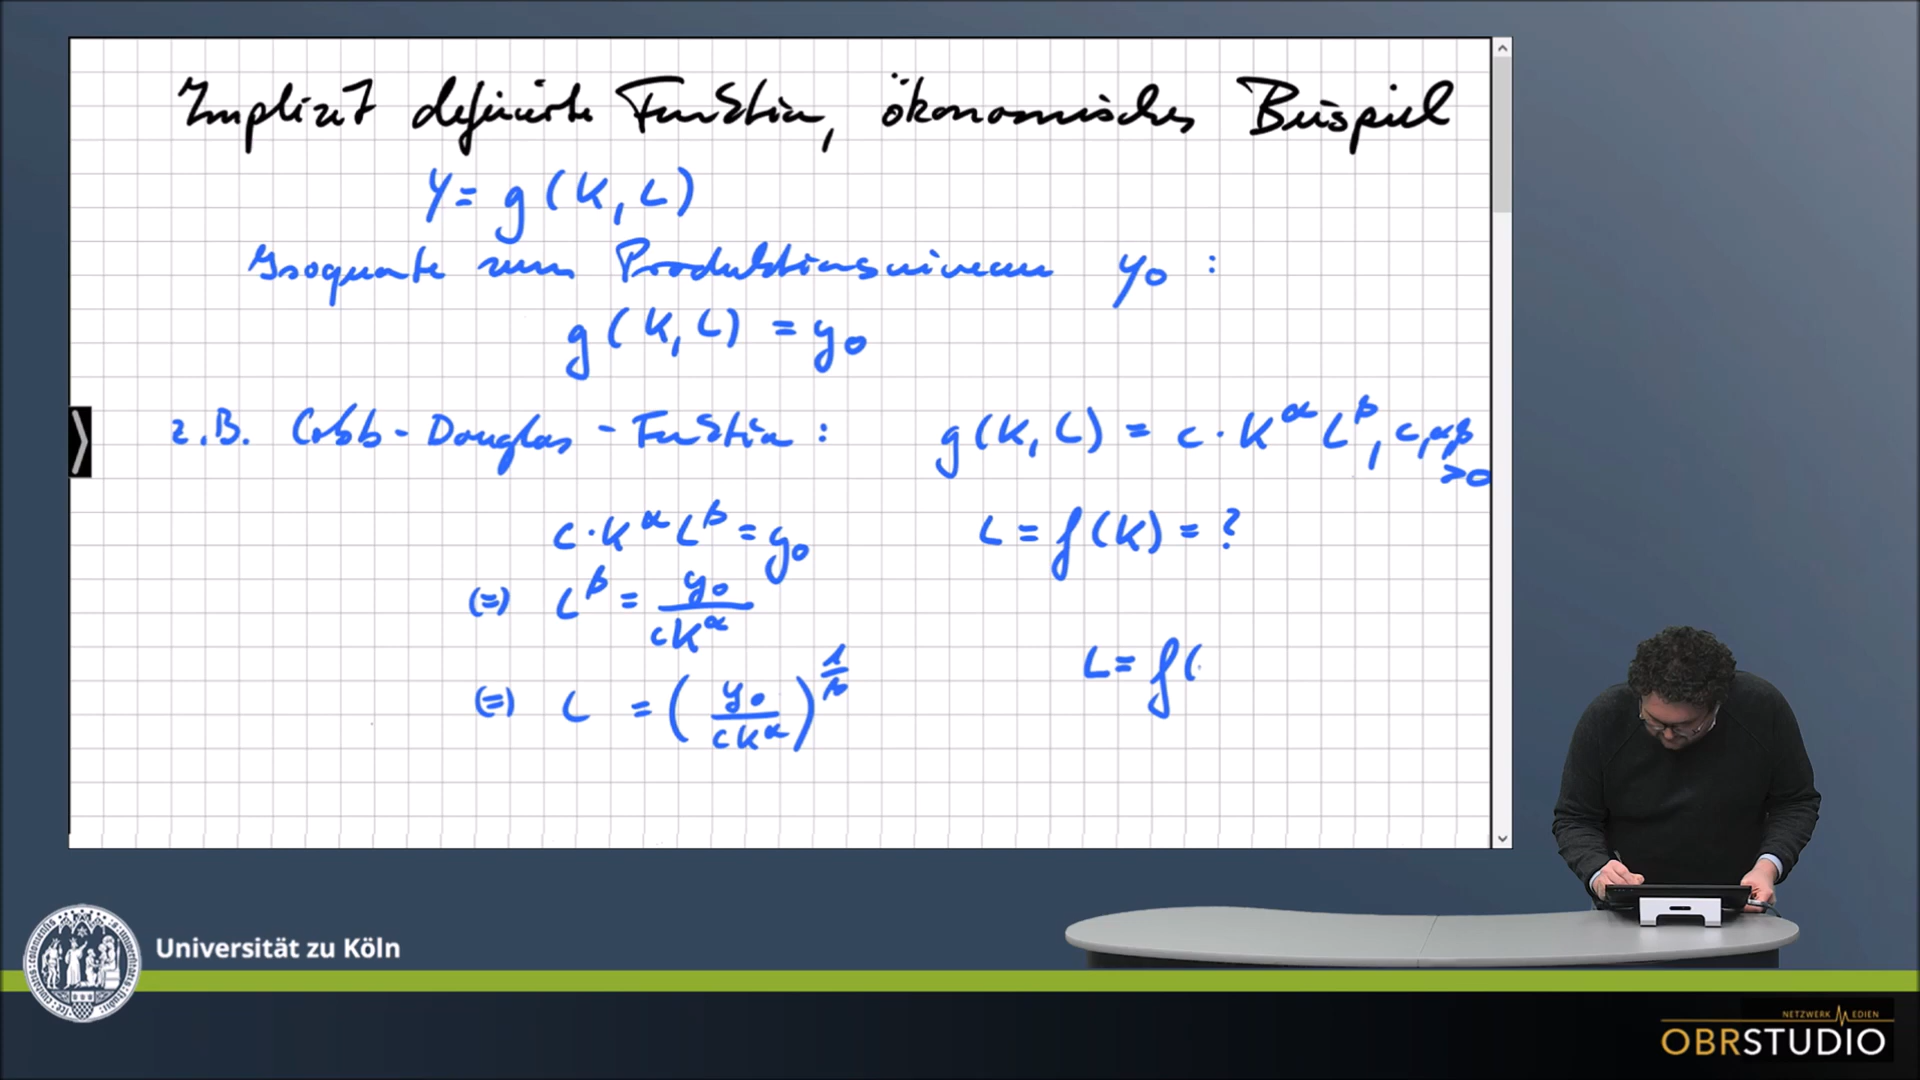 Implizit definierte Funktion, ökonomisches Beispiel
Y = g(K, L)
Isoquante zum Produktionsniveau y₀ :
g(K, L) = y₀
z.B. Cobb-Douglas-Funktion : g(K, L) = c · K^α L^β, c, α, β > 0
c · K^α L^β = y₀ L = f(K) = ?
(=) L^β = y₀ / cK^α
(=) L = (y₀ / cK^α)^(1/β) L = f(
Universität zu Köln
NETZWERK MEDIEN
OBRSTUDIO